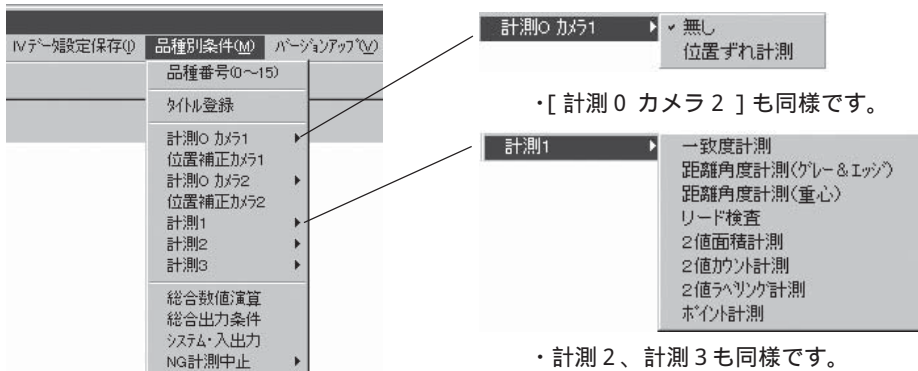 IVデータ設定保存(I) 品種別条件(M) バージョンアップ(V)
品種番号(0～15)
タイトル登録
計測0 カメラ1
位置補正カメラ1
計測0 カメラ2
位置補正カメラ2
計測1
計測2
計測3
総合数値演算
総合出力条件
システム・入出力
NG計測中止
計測0 カメラ1
無し
位置ずれ計測
・[ 計測0 カメラ2 ]も同様です。
計測1
一致度計測
距離角度計測(グレー&エッジ)
距離角度計測(重心)
リード検査
2値面積計測
2値カウント計測
2値ラベリング計測
ポイント計測
・計測2、計測3も同様です。